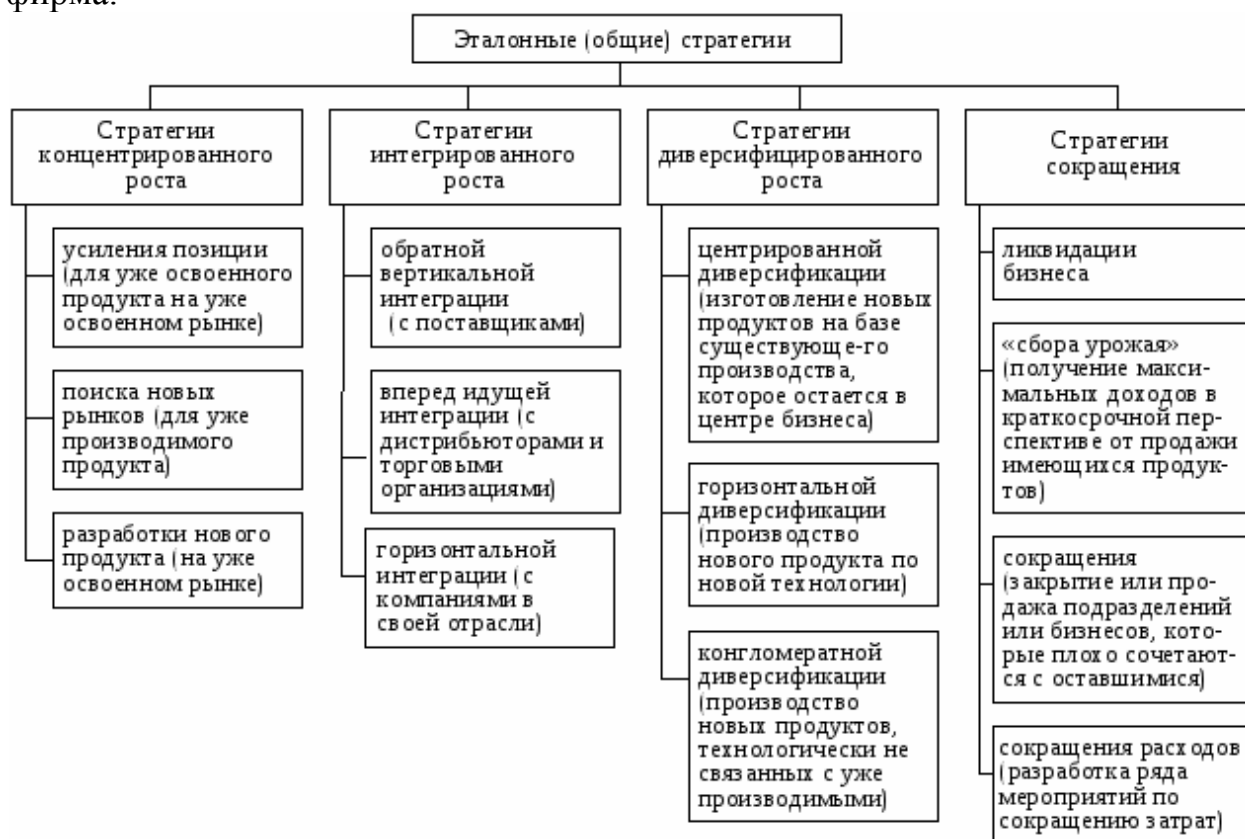 фирма.
Эталонные (общие) стратегии
Стратегии
концентрированного
роста
усиления позиции
(для уже освоенного
продукта на уже
освоенном рынке)
поиска новых
рынков (для уже
производимого
продукта)
разработки нового
продукта (на уже
освоенном рынке)
Стратегии
интегрированного
роста
обратной
вертикальной
интеграции
(с поставщиками)
вперед идущей
интеграции (с
дистрибьюторами и
торговыми
организациями)
горизонтальной
интеграции (с
компаниями в
своей отрасли)
Стратегии
диверсифицированного
роста
центрированной
диверсификации
(изготовление новых
продуктов на базе
существующе-го
производства,
которое остается в
центре бизнеса)
горизонтальной
диверсификации
(производство
нового продукта по
новой технологии)
конгломератной
диверсификации
(производство
новых продуктов,
технологически не
связанных с уже
производимыми)
Стратегии
сокращения
ликвидации
бизнеса
«сбора урожая»
(получение макси-
мальных доходов в
краткосрочной пер-
спективе от продажи
имеющихся продук-
тов)
сокращения
(закрытие или про-
дажа подразделений
или бизнесов, кото-
рые плохо сочетают-
ся с оставшимися)
сокращения расходов
(разработка ряда
мероприятий по
сокращению затрат)